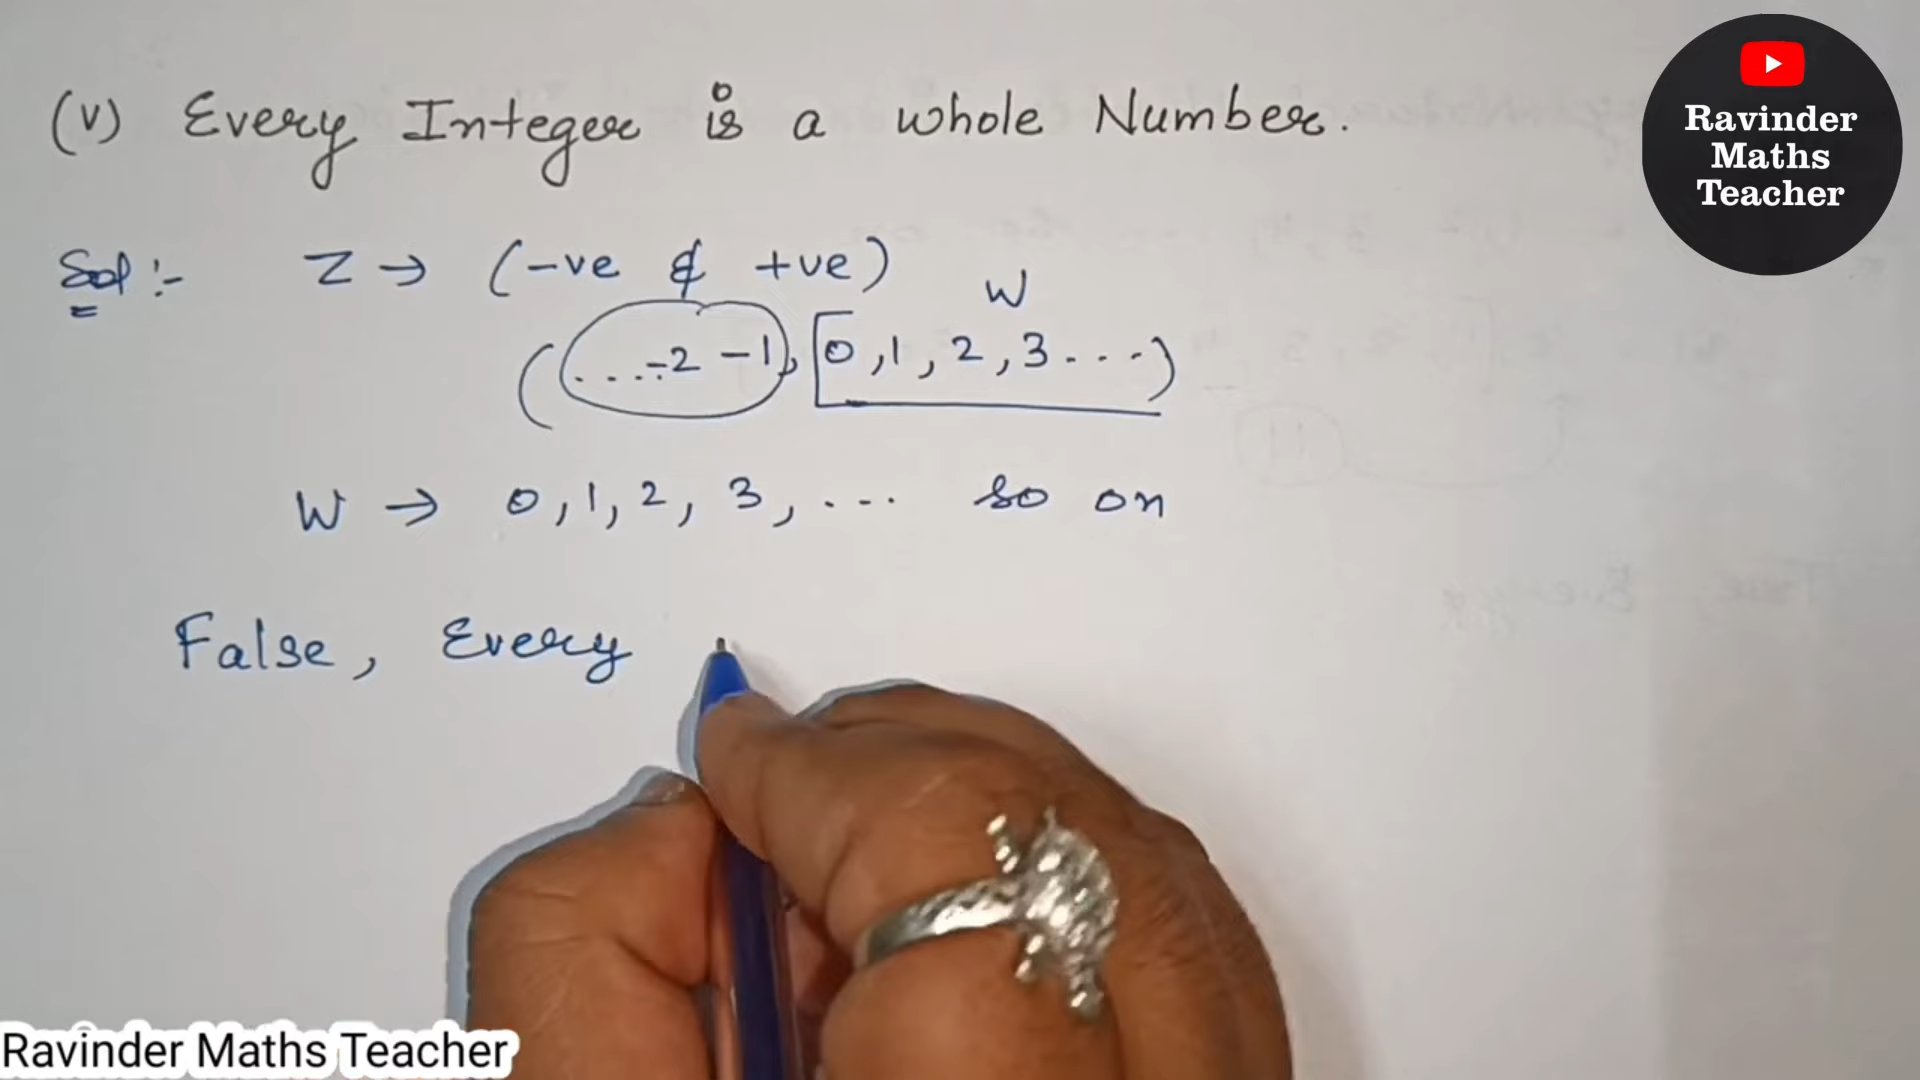 (v) Every Integer is a whole Number.
Ravinder
Maths
Teacher
Sol :- Z → (-ve & +ve)
W
(....-2 -1, 0, 1, 2, 3...)
W → 0, 1, 2, 3, ... so on
False, Every
Ravinder Maths Teacher